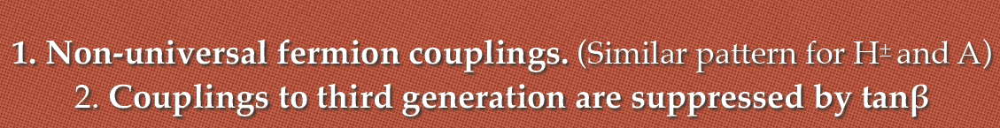 1. Non-universal fermion couplings. (Similar pattern for H± and A)
2. Couplings to third generation are suppressed by tanβ